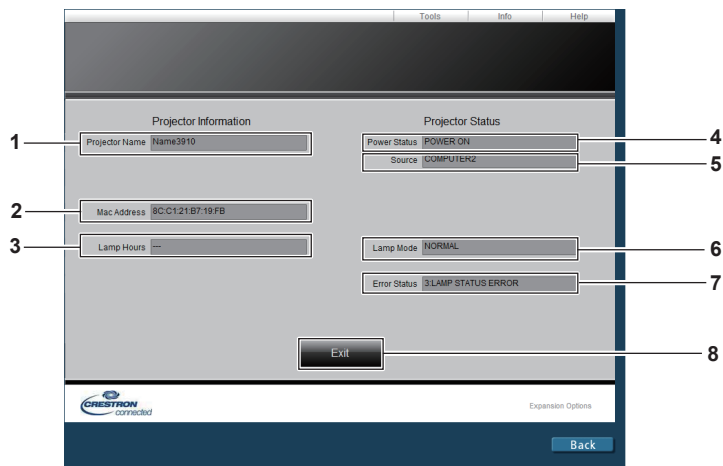 Tools Info Help
Projector Information
Projector Status
1 Projector Name Name3910
Power Status POWER ON 4
Source COMPUTER2 5
2 Mac Address 8C:C1:21:B7:19:FB
3 Lamp Hours ---
Lamp Mode NORMAL 6
Error Status 3:LAMP STATUS ERROR 7
Exit 8
CRESTRON
connected
Expansion Options
Back